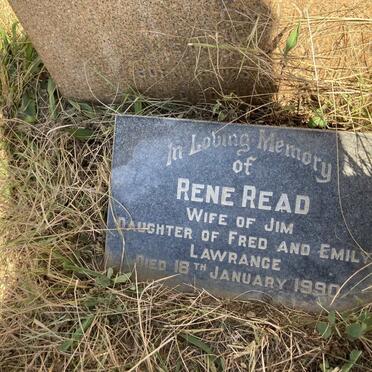 In Loving Memory
of
RENE READ
WIFE OF JIM
DAUGHTER OF FRED AND EMILY
LAWRANCE
DIED 18TH JANUARY 1990